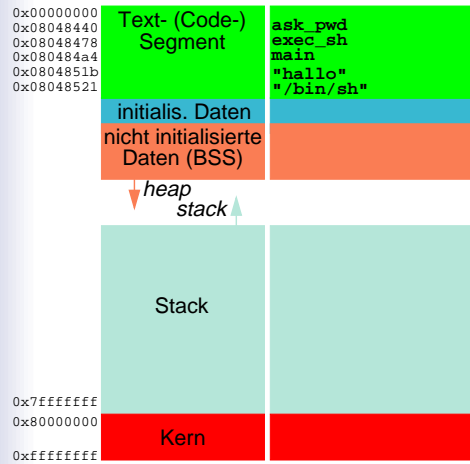 0x00000000
0x08048440
0x08048478
0x080484a4
0x0804851b
0x08048521
Text- (Code-)
Segment
ask_pwd
exec_sh
main
"hallo"
"/bin/sh"
initialis. Daten
nicht initialisierte
Daten (BSS)
heap
stack
Stack
0x7fffffff
0x80000000
Kern
0xffffffff